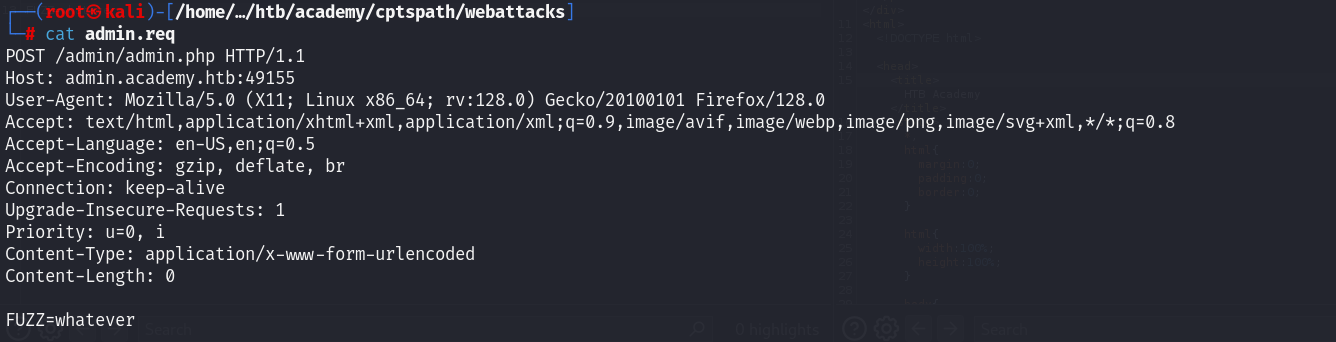 ┌──(root㉿kali)-[/home/…/htb/academy/cptspath/webattacks]
└─# cat admin.req
POST /admin/admin.php HTTP/1.1
Host: admin.academy.htb:49155
User-Agent: Mozilla/5.0 (X11; Linux x86_64; rv:128.0) Gecko/20100101 Firefox/128.0
Accept: text/html,application/xhtml+xml,application/xml;q=0.9,image/avif,image/webp,image/png,image/svg+xml,*/*;q=0.8
Accept-Language: en-US,en;q=0.5
Accept-Encoding: gzip, deflate, br
Connection: keep-alive
Upgrade-Insecure-Requests: 1
Priority: u=0, i
Content-Type: application/x-www-form-urlencoded
Content-Length: 0

FUZZ=whatever
Search
0 highlights
Search